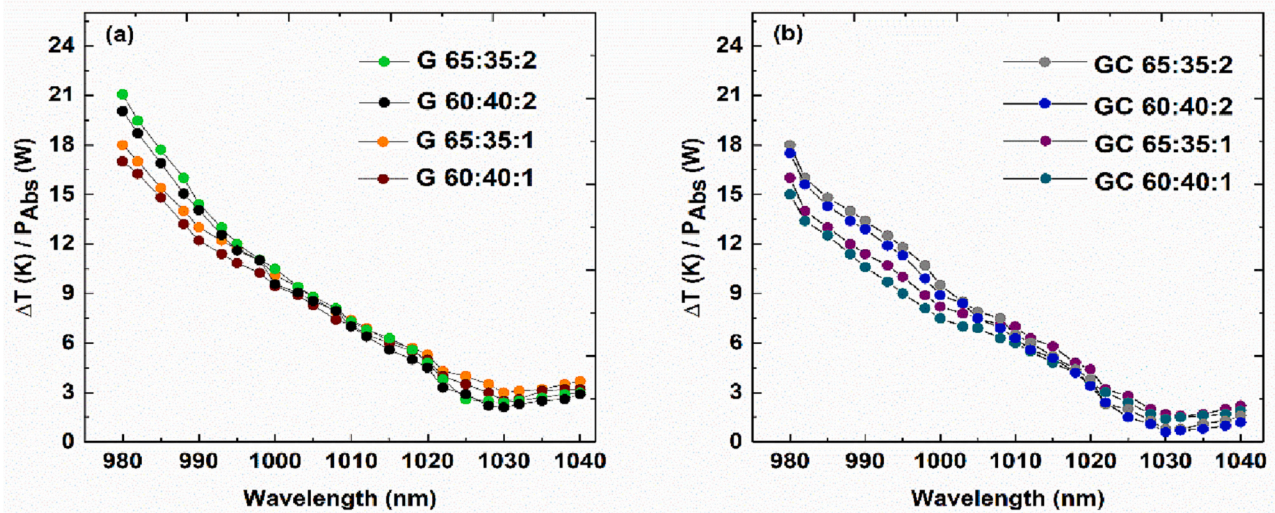 (a)
G 65:35:2
G 60:40:2
G 65:35:1
G 60:40:1
24
21
18
15
12
9
6
3
0
ΔT (K) / PAbs (W)
980 990 1000 1010 1020 1030 1040
Wavelength (nm)
(b)
GC 65:35:2
GC 60:40:2
GC 65:35:1
GC 60:40:1
24
21
18
15
12
9
6
3
0
ΔT (K) / PAbs (W)
980 990 1000 1010 1020 1030 1040
Wavelength (nm)